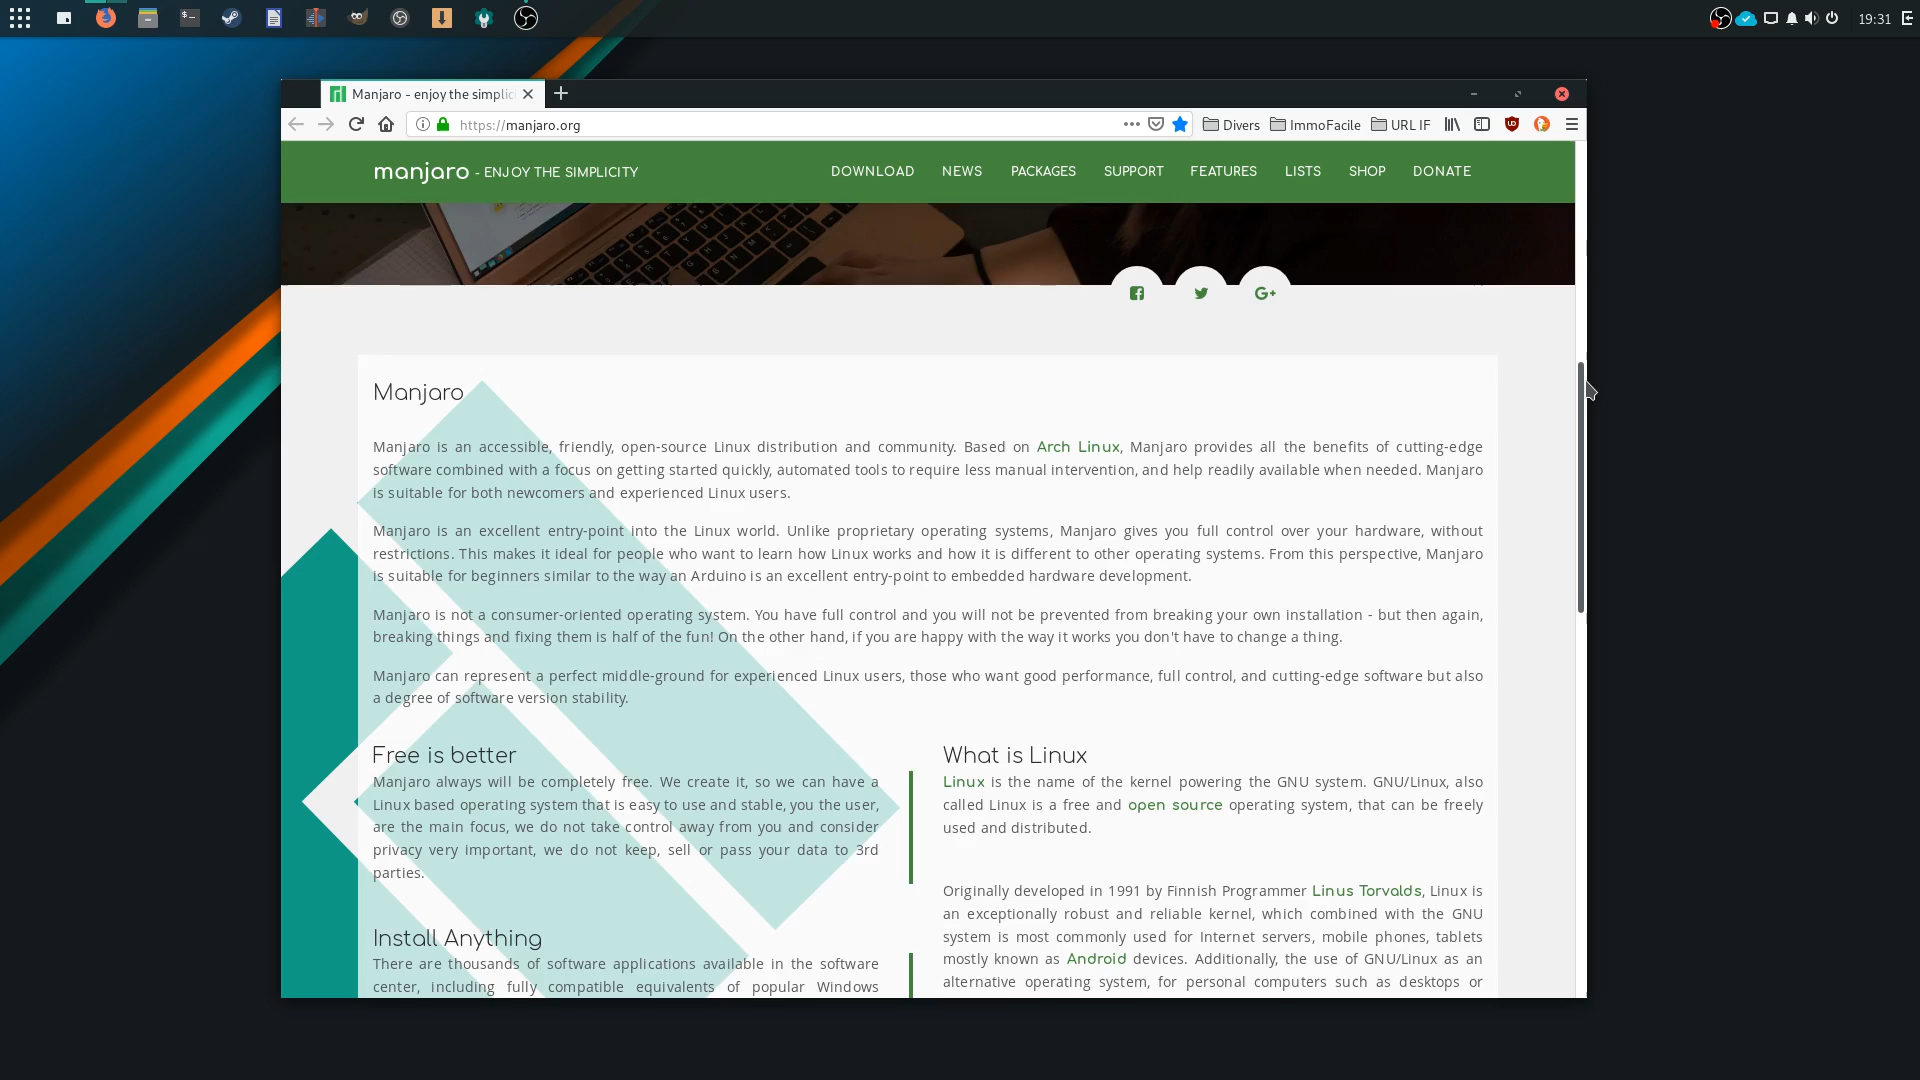 19:31
Manjaro - enjoy the simplic
https://manjaro.org
Divers
ImmoFacile
URL IF
manjaro - ENJOY THE SIMPLICITY
DOWNLOAD
NEWS
PACKAGES
SUPPORT
FEATURES
LISTS
SHOP
DONATE
G+
Manjaro
Manjaro is an accessible, friendly, open-source Linux distribution and community. Based on Arch Linux, Manjaro provides all the benefits of cutting-edge
software combined with a focus on getting started quickly, automated tools to require less manual intervention, and help readily available when needed. Manjaro
is suitable for both newcomers and experienced Linux users.
Manjaro is an excellent entry-point into the Linux world. Unlike proprietary operating systems, Manjaro gives you full control over your hardware, without
restrictions. This makes it ideal for people who want to learn how Linux works and how it is different to other operating systems. From this perspective, Manjaro
is suitable for beginners similar to the way an Arduino is an excellent entry-point to embedded hardware development.
Manjaro is not a consumer-oriented operating system. You have full control and you will not be prevented from breaking your own installation - but then again,
breaking things and fixing them is half of the fun! On the other hand, if you are happy with the way it works you don't have to change a thing.
Manjaro can represent a perfect middle-ground for experienced Linux users, those who want good performance, full control, and cutting-edge software but also
a degree of software version stability.
Free is better
Manjaro always will be completely free. We create it, so we can have a
Linux based operating system that is easy to use and stable, you the user,
are the main focus, we do not take control away from you and consider
privacy very important, we do not keep, sell or pass your data to 3rd
parties.
Install Anything
There are thousands of software applications available in the software
center, including fully compatible equivalents of popular Windows
What is Linux
Linux is the name of the kernel powering the GNU system. GNU/Linux, also
called Linux is a free and open source operating system, that can be freely
used and distributed.
Originally developed in 1991 by Finnish Programmer Linus Torvalds, Linux is
an exceptionally robust and reliable kernel, which combined with the GNU
system is most commonly used for Internet servers, mobile phones, tablets
mostly known as Android devices. Additionally, the use of GNU/Linux as an
alternative operating system, for personal computers such as desktops or